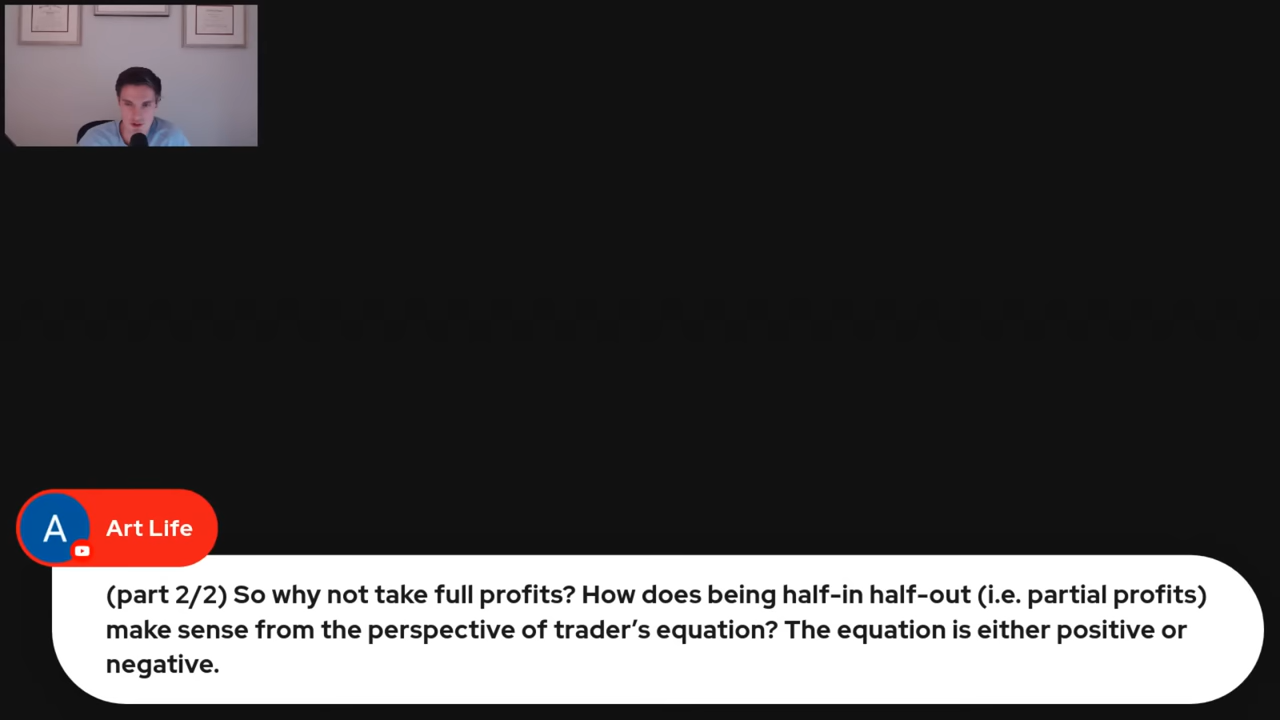 A
Art Life
(part 2/2) So why not take full profits? How does being half-in half-out (i.e. partial profits)
make sense from the perspective of trader’s equation? The equation is either positive or
negative.